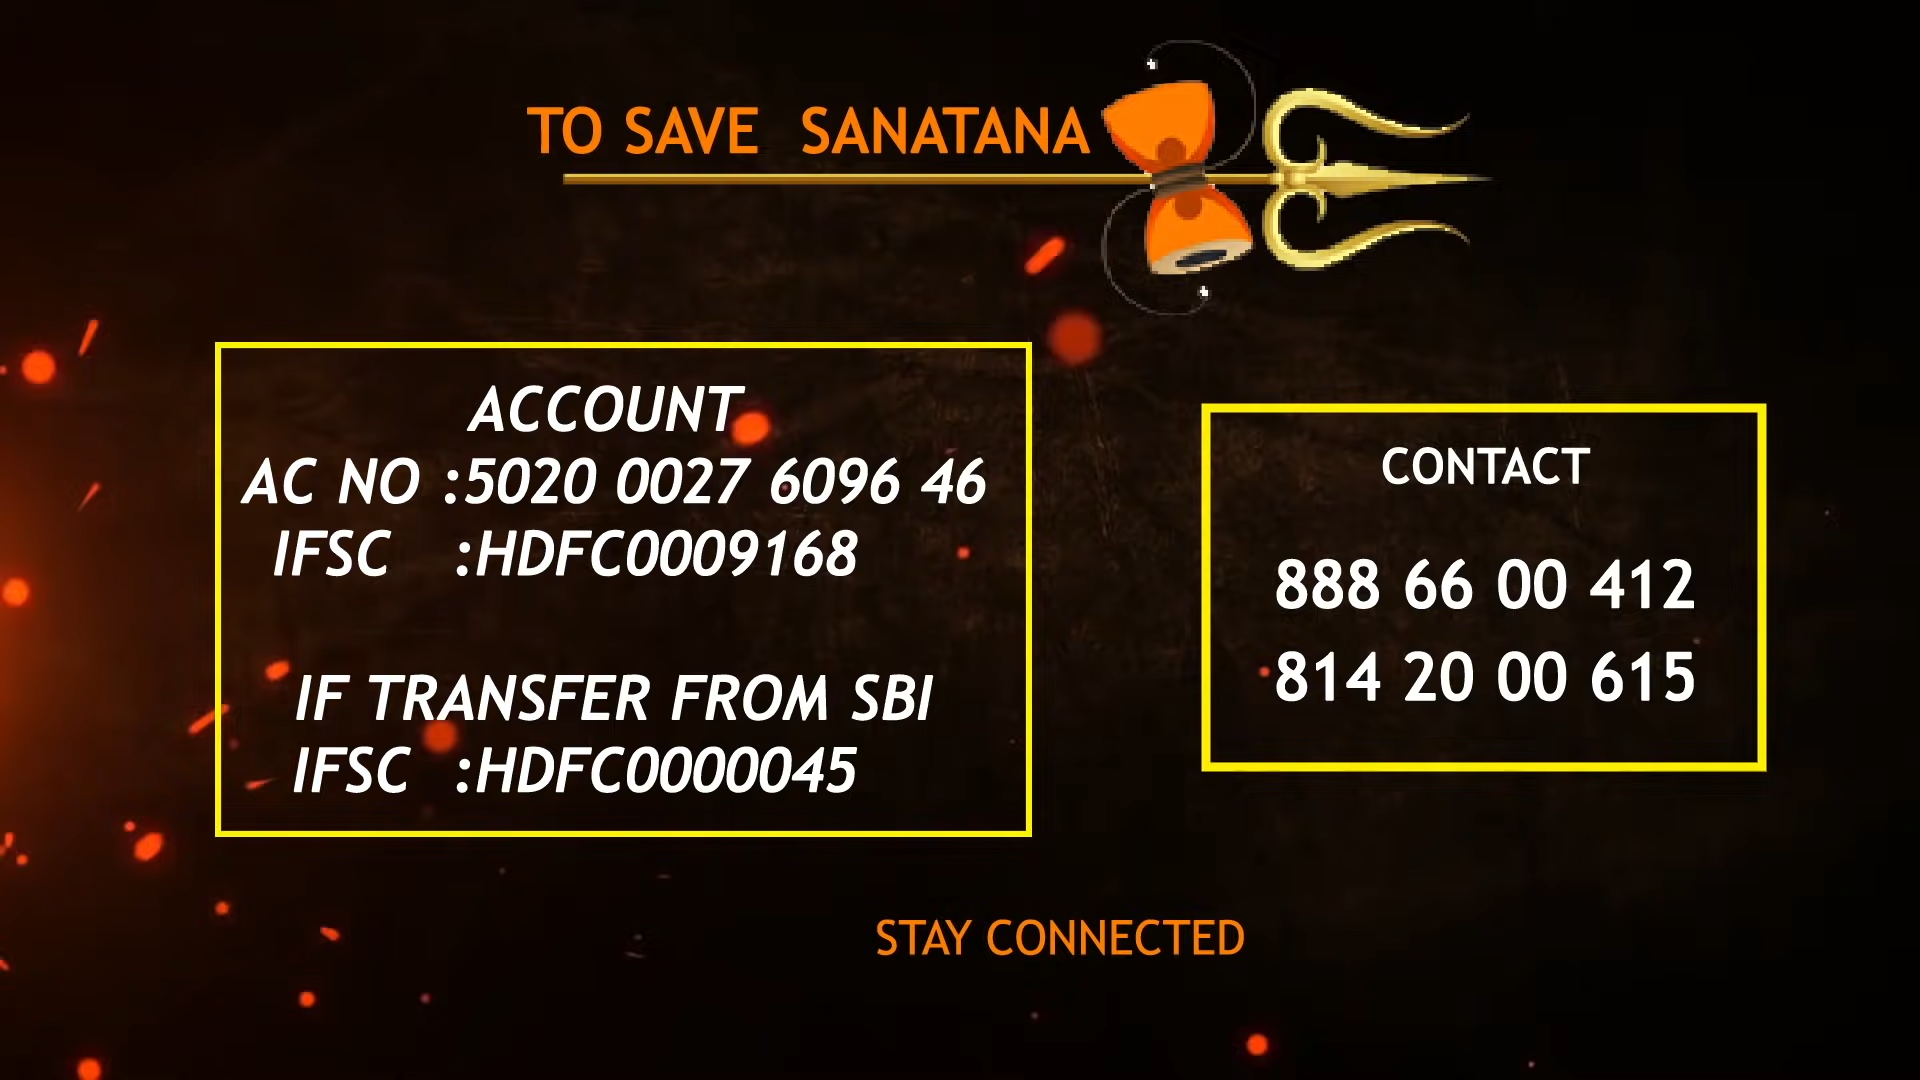 TO SAVE SANATANA
ACCOUNT
AC NO :5020 0027 6096 46
IFSC :HDFC0009168
IF TRANSFER FROM SBI
IFSC :HDFC0000045
CONTACT
888 66 00 412
814 20 00 615
STAY CONNECTED